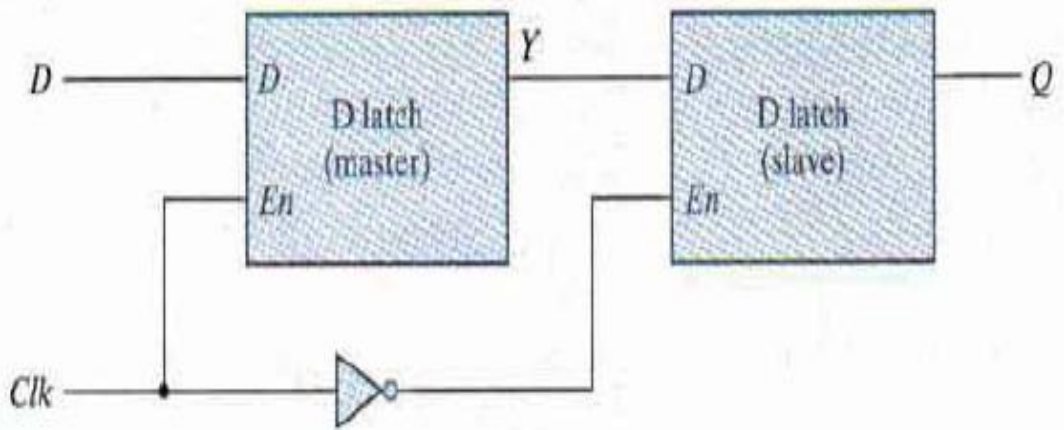 D
D
D latch
(master)
En
Y
D
D latch
(slave)
En
Q
Clk